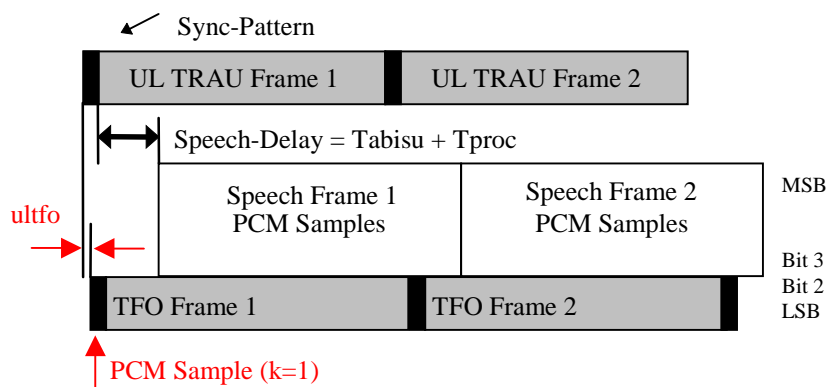 Sync-Pattern
UL TRAU Frame 1
UL TRAU Frame 2
Speech-Delay = Tabisu + Tproc
Speech Frame 1
PCM Samples
Speech Frame 2
PCM Samples
MSB
ultfo
Bit 3
Bit 2
LSB
TFO Frame 1
TFO Frame 2
PCM Sample (k=1)